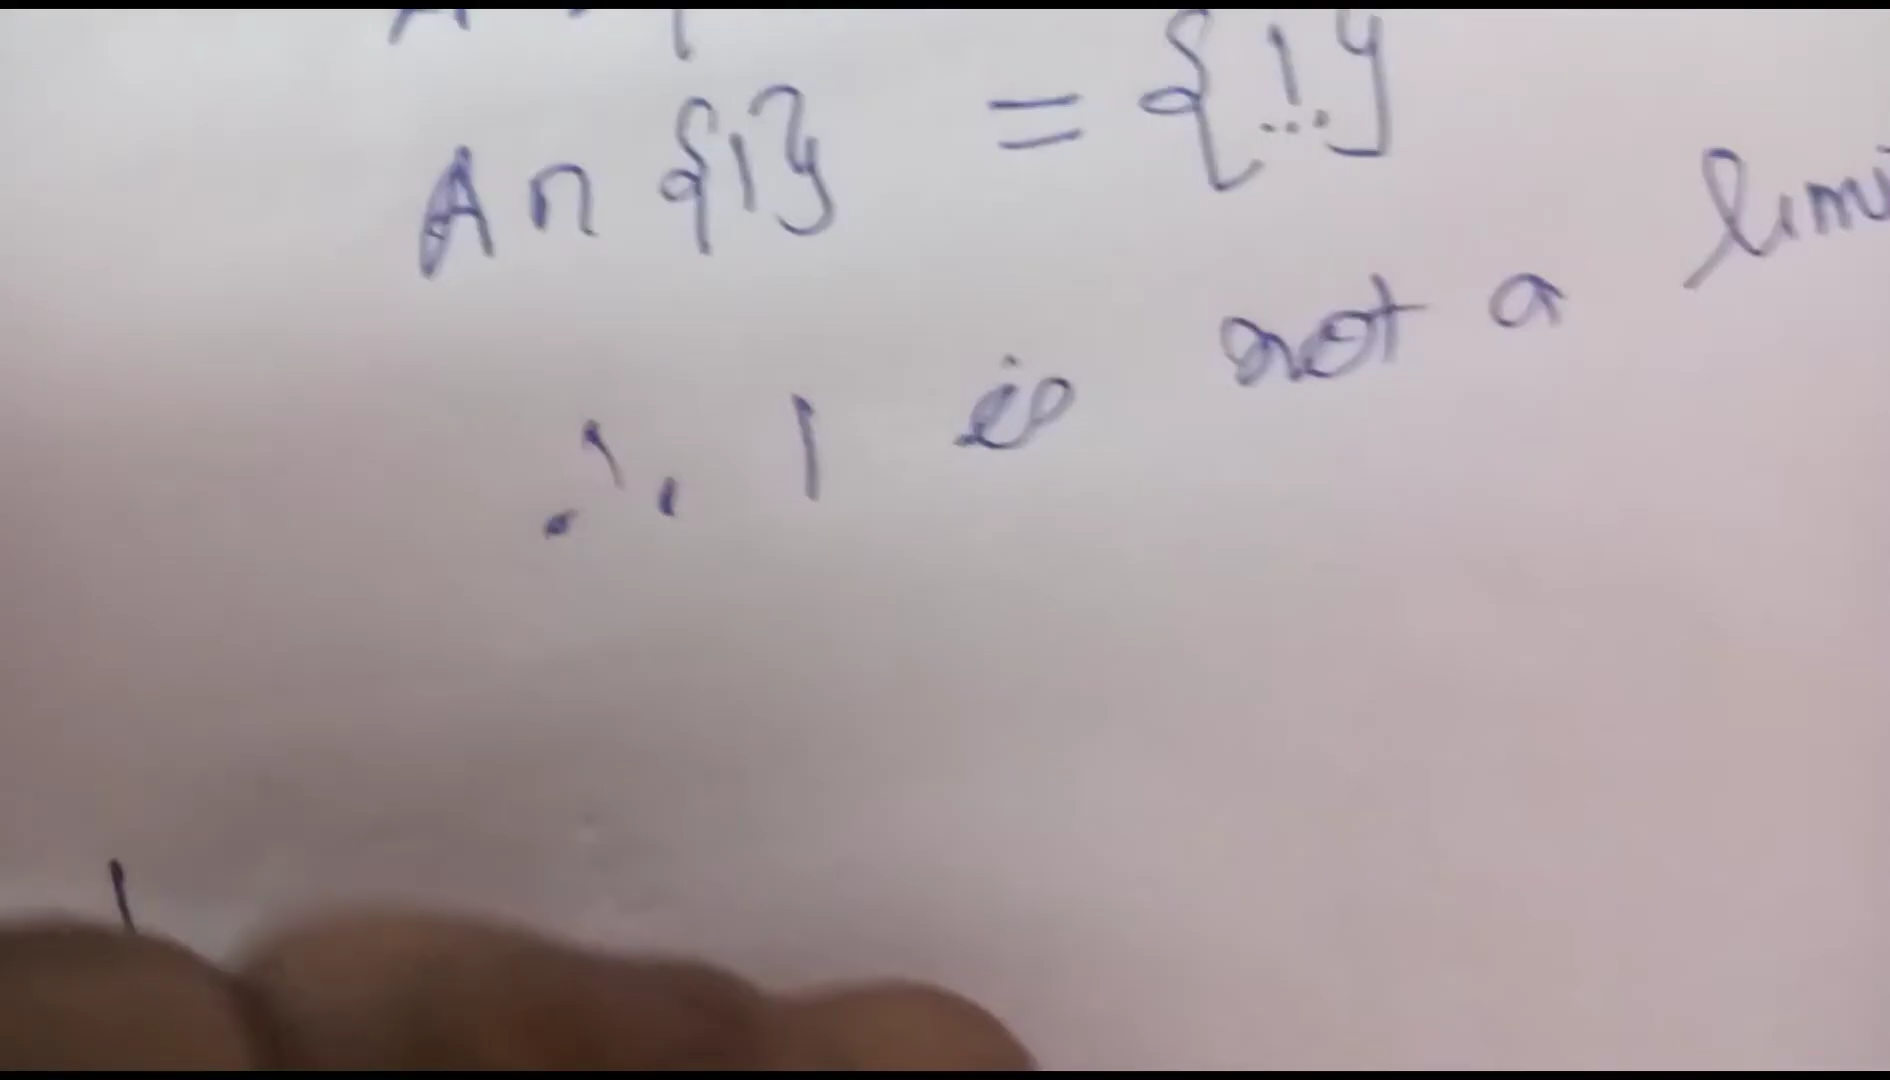 A ∩ {1} = {1}
∴ 1 is not a limi